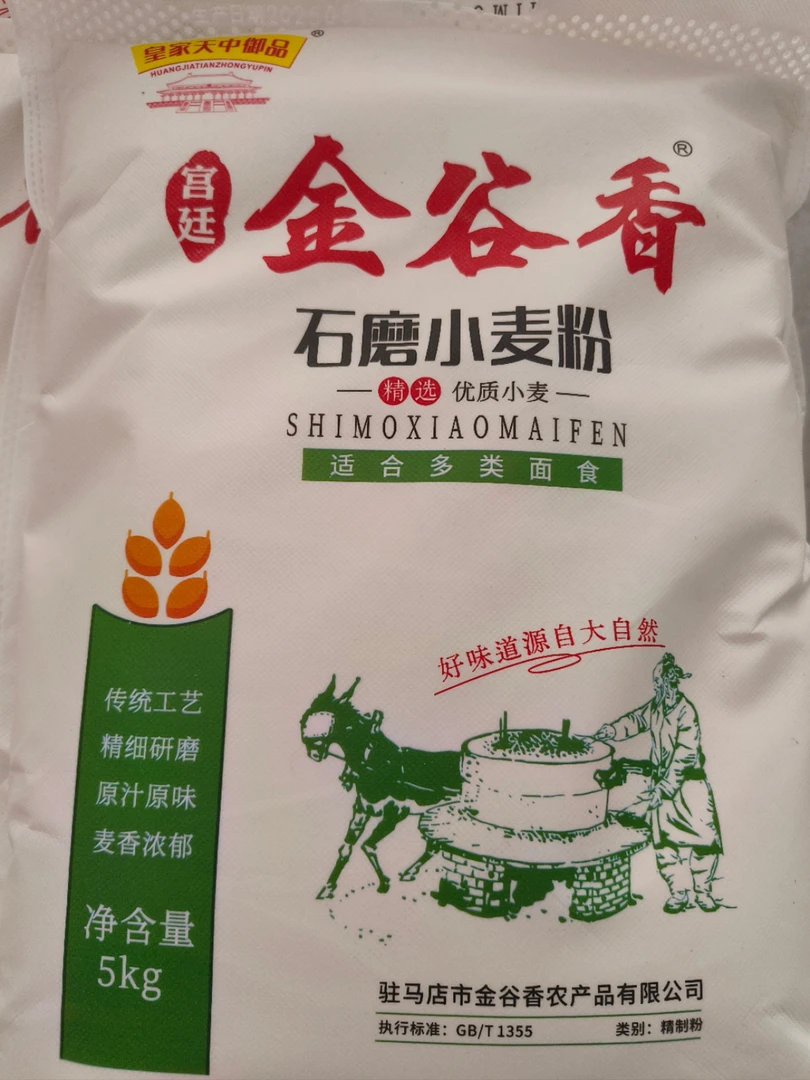 皇家天中御品®
HUANGJIATIANZHONGYUPIN
宫廷
金谷香®
石磨小麦粉
精选 优质小麦
SHIMOXIAOMAIFEN
适合多类面食
好味道源自大自然
传统工艺
精细研磨
原汁原味
麦香浓郁
净含量
5kg
驻马店市金谷香农产品有限公司
执行标准：GB/T 1355 类别：精制粉